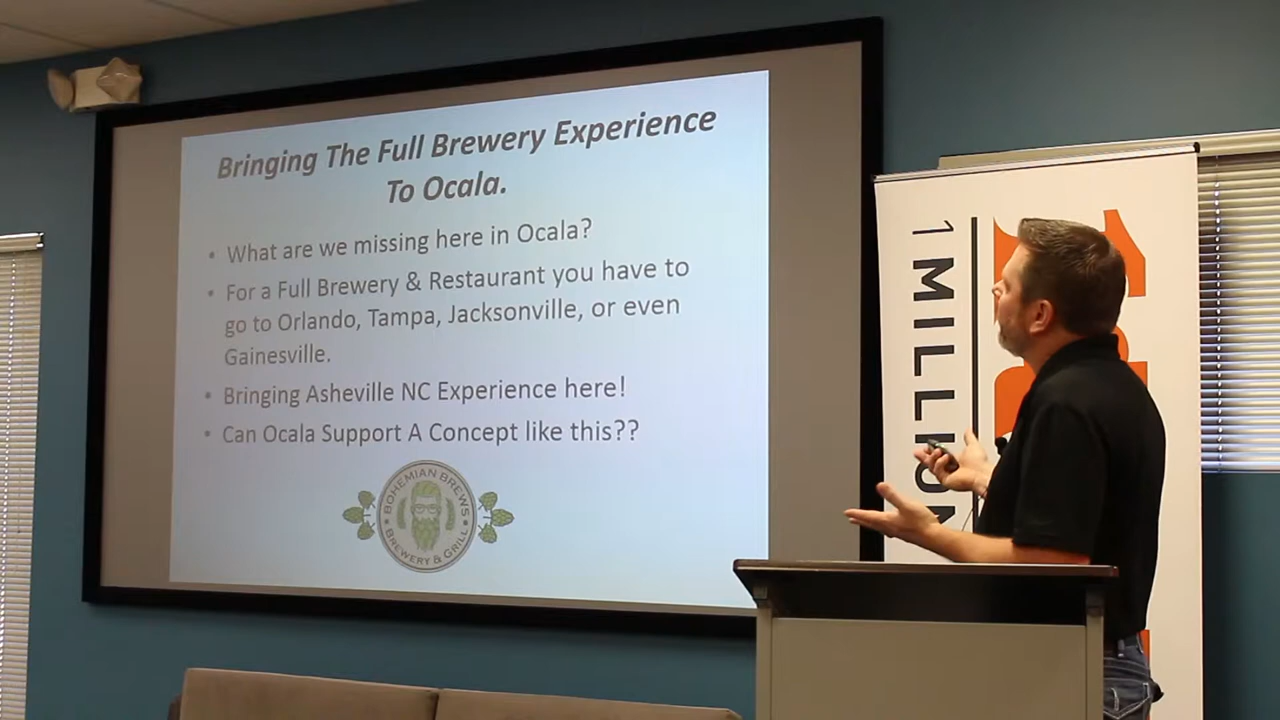 Bringing The Full Brewery Experience
To Ocala.
• What are we missing here in Ocala?
• For a Full Brewery & Restaurant you have to
go to Orlando, Tampa, Jacksonville, or even
Gainesville.
• Bringing Asheville NC Experience here!
• Can Ocala Support A Concept like this??
BOHEMIAN BREWS
BREWERY & GRILL
1 MILLION